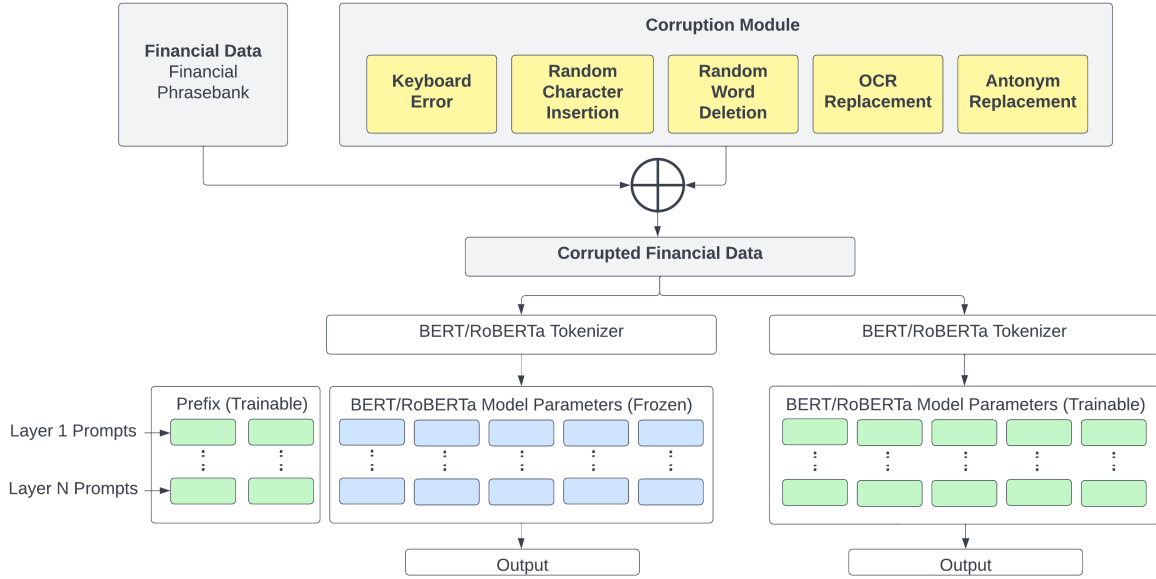 Financial Data
Financial
Phrasebank
Corruption Module
Keyboard
Error
Random
Character
Insertion
Random
Word
Deletion
OCR
Replacement
Antonym
Replacement
Corrupted Financial Data
BERT/RoBERTa Tokenizer
BERT/RoBERTa Tokenizer
Prefix (Trainable)
BERT/RoBERTa Model Parameters (Frozen)
BERT/RoBERTa Model Parameters (Trainable)
Layer 1 Prompts
Layer N Prompts
Output
Output